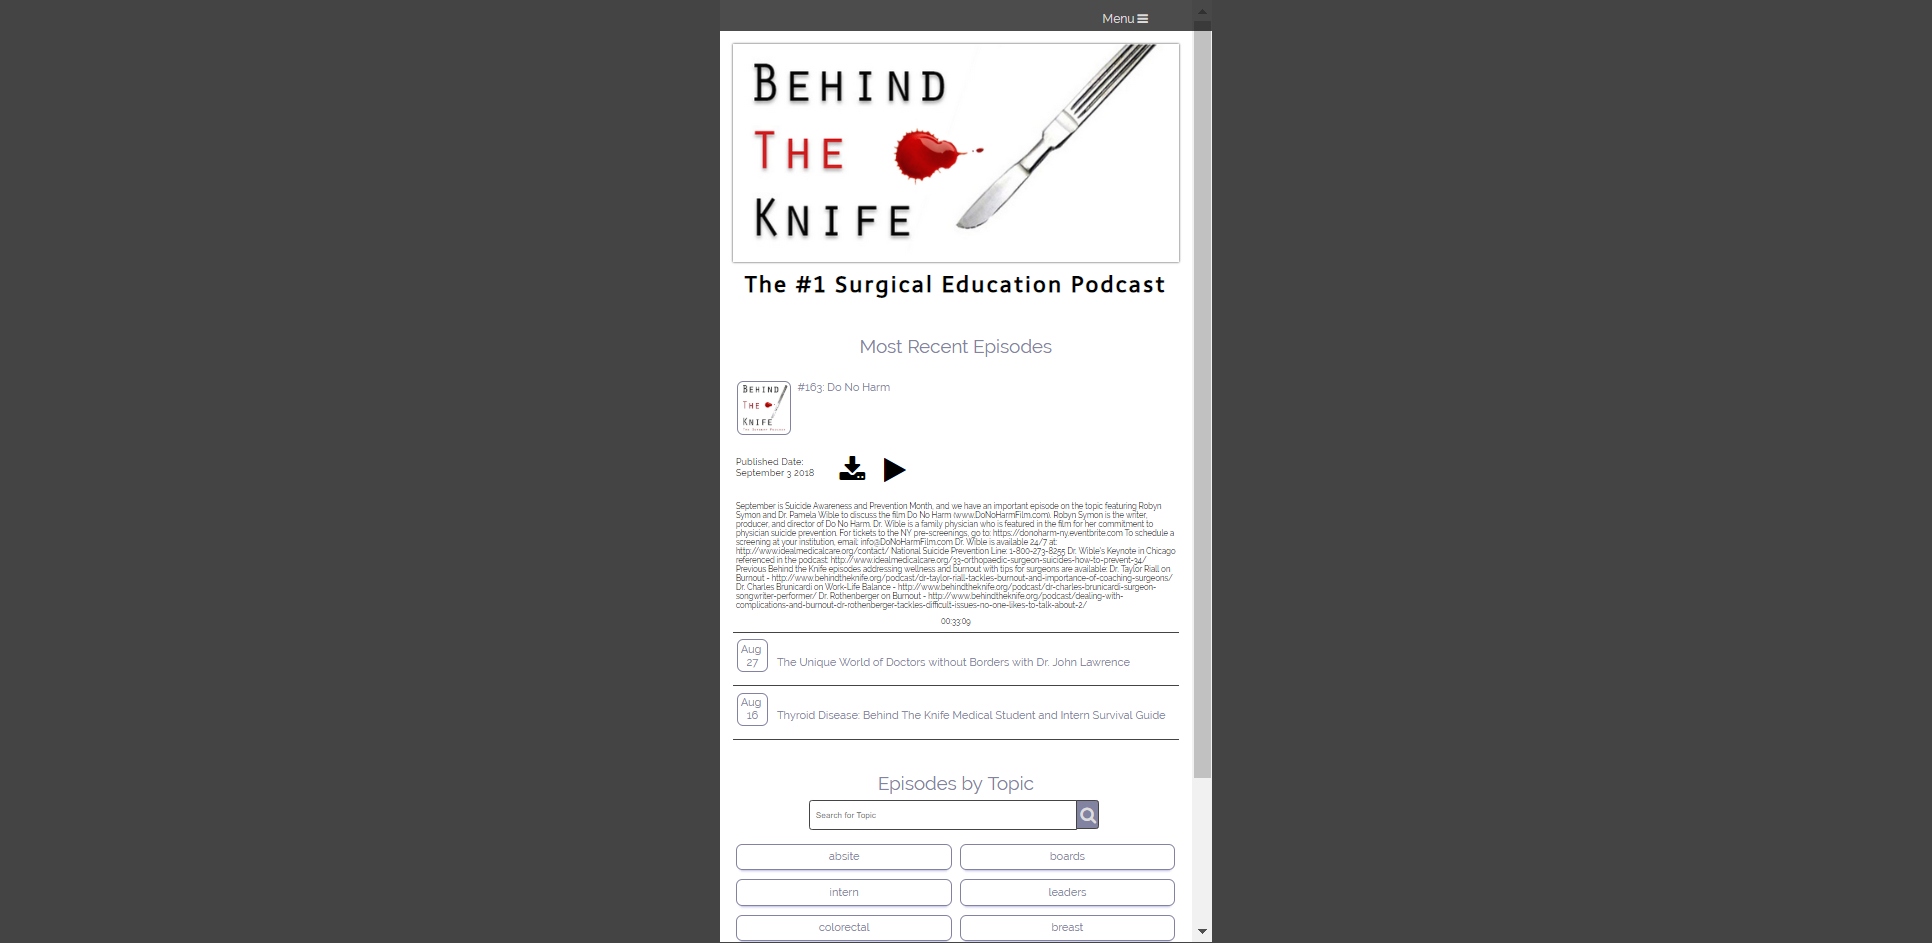 Menu
BEHIND
THE
KNIFE
The #1 Surgical Education Podcast
Most Recent Episodes
BEHIND
THE
KNIFE
#163: Do No Harm
Published Date:
September 3 2018
September is Suicide Awareness and Prevention Month, and we have an important episode on the topic featuring Robyn
Symon and Dr. Pamela Wible to discuss the film Do No Harm (www.DoNoHarmFilm.com). Robyn Symon is the writer,
producer, and director of Do No Harm. Dr. Wible is a family physician who is featured in the film for her commitment to
physician suicide prevention. For tickets to the NY pre-screenings, go to: https://donoharm-ny.eventbrite.com To schedule a
screening at your institution, email: info@DoNoHarmFilm.com Dr. Wible is available 24/7 at:
http://www.idealmedicalcare.org/contact/ National Suicide Prevention Line: 1-800-273-8255 Dr. Wible's Keynote in Chicago
referenced in the podcast: http://www.idealmedicalcare.org/33-orthopaedic-surgeon-suicides-how-to-prevent-34/
Previous Behind the Knife episodes addressing wellness and burnout with tips for surgeons are available: Dr. Taylor Riall on
Burnout - http://www.behindtheknife.org/podcast/dr-taylor-riall-tackles-burnout-and-importance-of-coaching-surgeons/
Dr. Charles Brunicardi on Work-Life Balance - http://www.behindtheknife.org/podcast/dr-charles-brunicardi-surgeon-
songwriter-performer/ Dr. Rothenberger on Burnout - http://www.behindtheknife.org/podcast/dealing-with-
complications-and-burnout-dr-rothenberger-tackles-difficult-issues-no-one-likes-to-talk-about-2/
00:33:09
Aug
27
The Unique World of Doctors without Borders with Dr. John Lawrence
Aug
16
Thyroid Disease: Behind The Knife Medical Student and Intern Survival Guide
Episodes by Topic
Search for Topic
absite
boards
intern
leaders
colorectal
breast